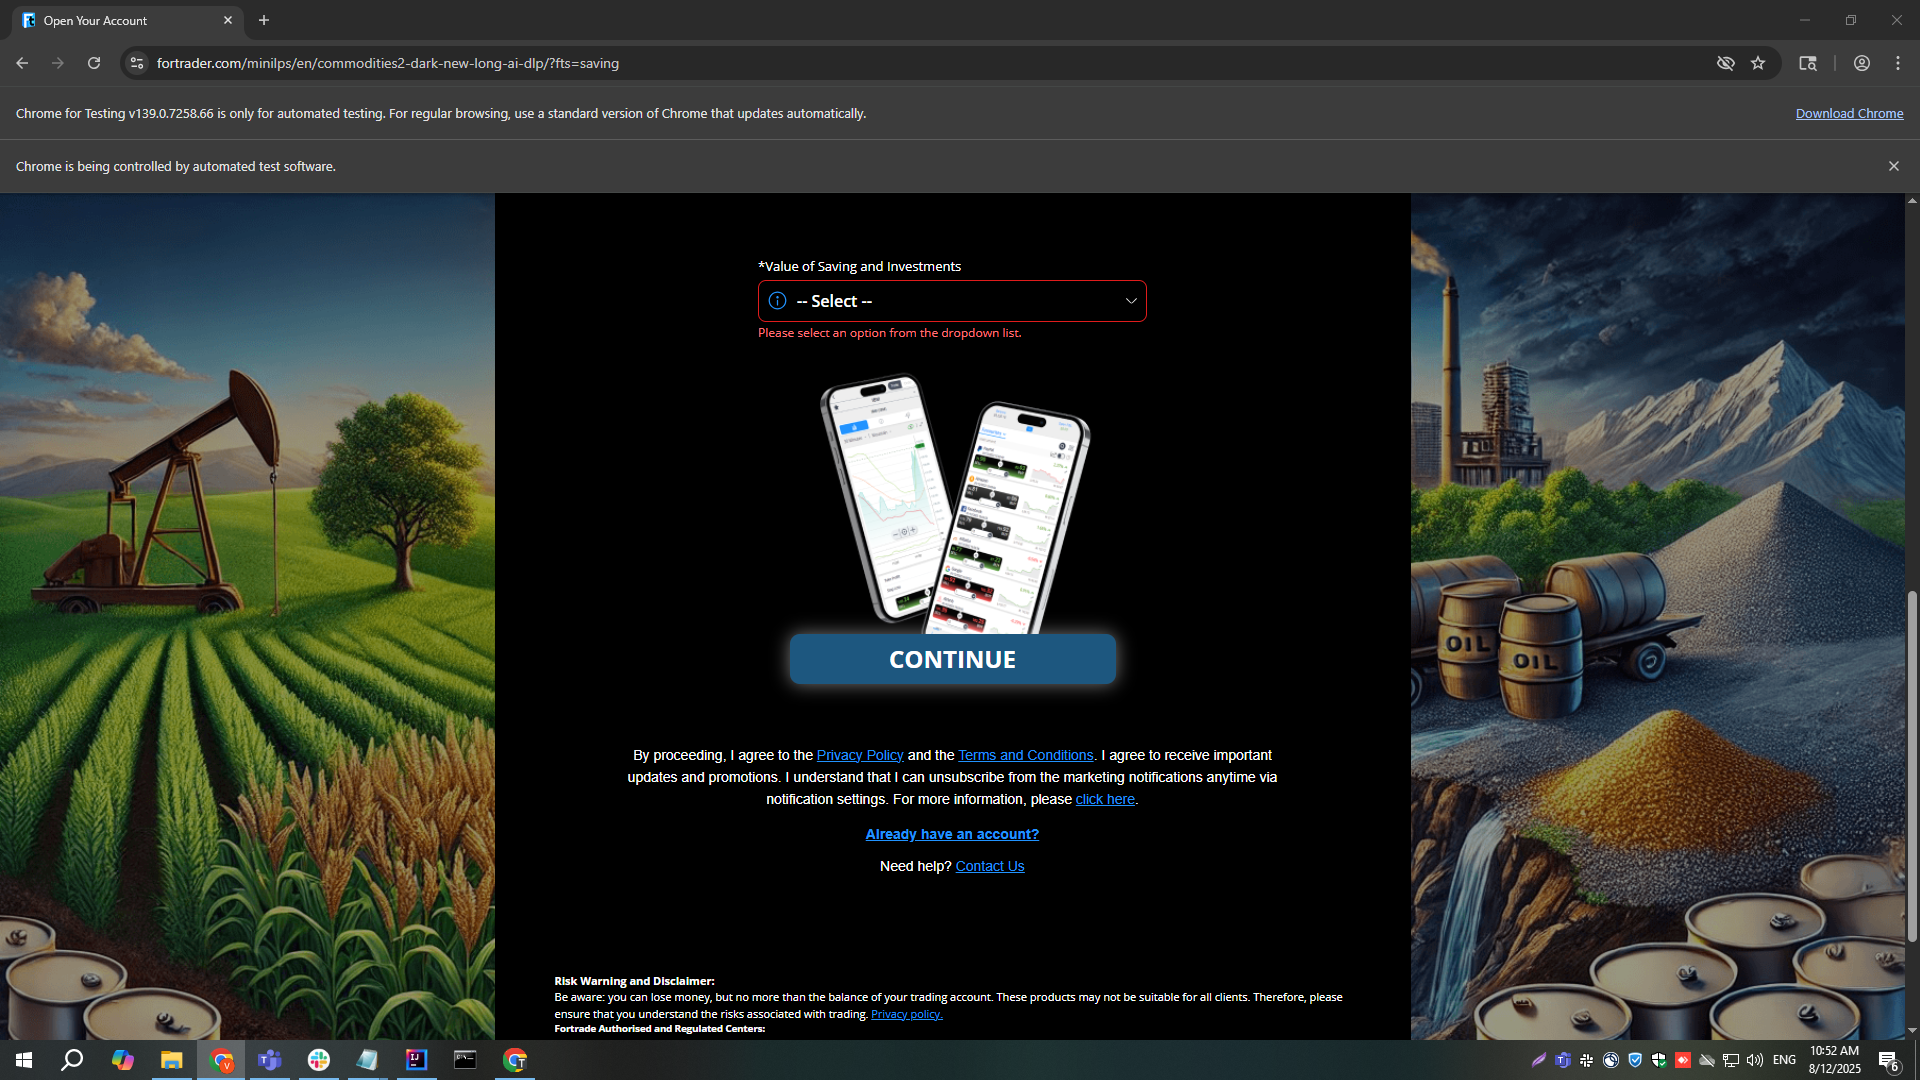 Open Your Account
fortrader.com/minilps/en/commodities2-dark-new-long-ai-dlp/?fts=saving
Chrome for Testing v139.0.7258.66 is only for automated testing. For regular browsing, use a standard version of Chrome that updates automatically.
Download Chrome
Chrome is being controlled by automated test software.
*Value of Saving and Investments
-- Select --
Please select an option from the dropdown list.
CONTINUE
OIL
OIL
By proceeding, I agree to the Privacy Policy and the Terms and Conditions. I agree to receive important
updates and promotions. I understand that I can unsubscribe from the marketing notifications anytime via
notification settings. For more information, please click here.
Already have an account?
Need help? Contact Us
Risk Warning and Disclaimer:
Be aware: you can lose money, but no more than the balance of your trading account. These products may not be suitable for all clients. Therefore, please
ensure that you understand the risks associated with trading. Privacy policy.
Fortrade Authorised and Regulated Centers:
ENG
10:52 AM
8/12/2025
6